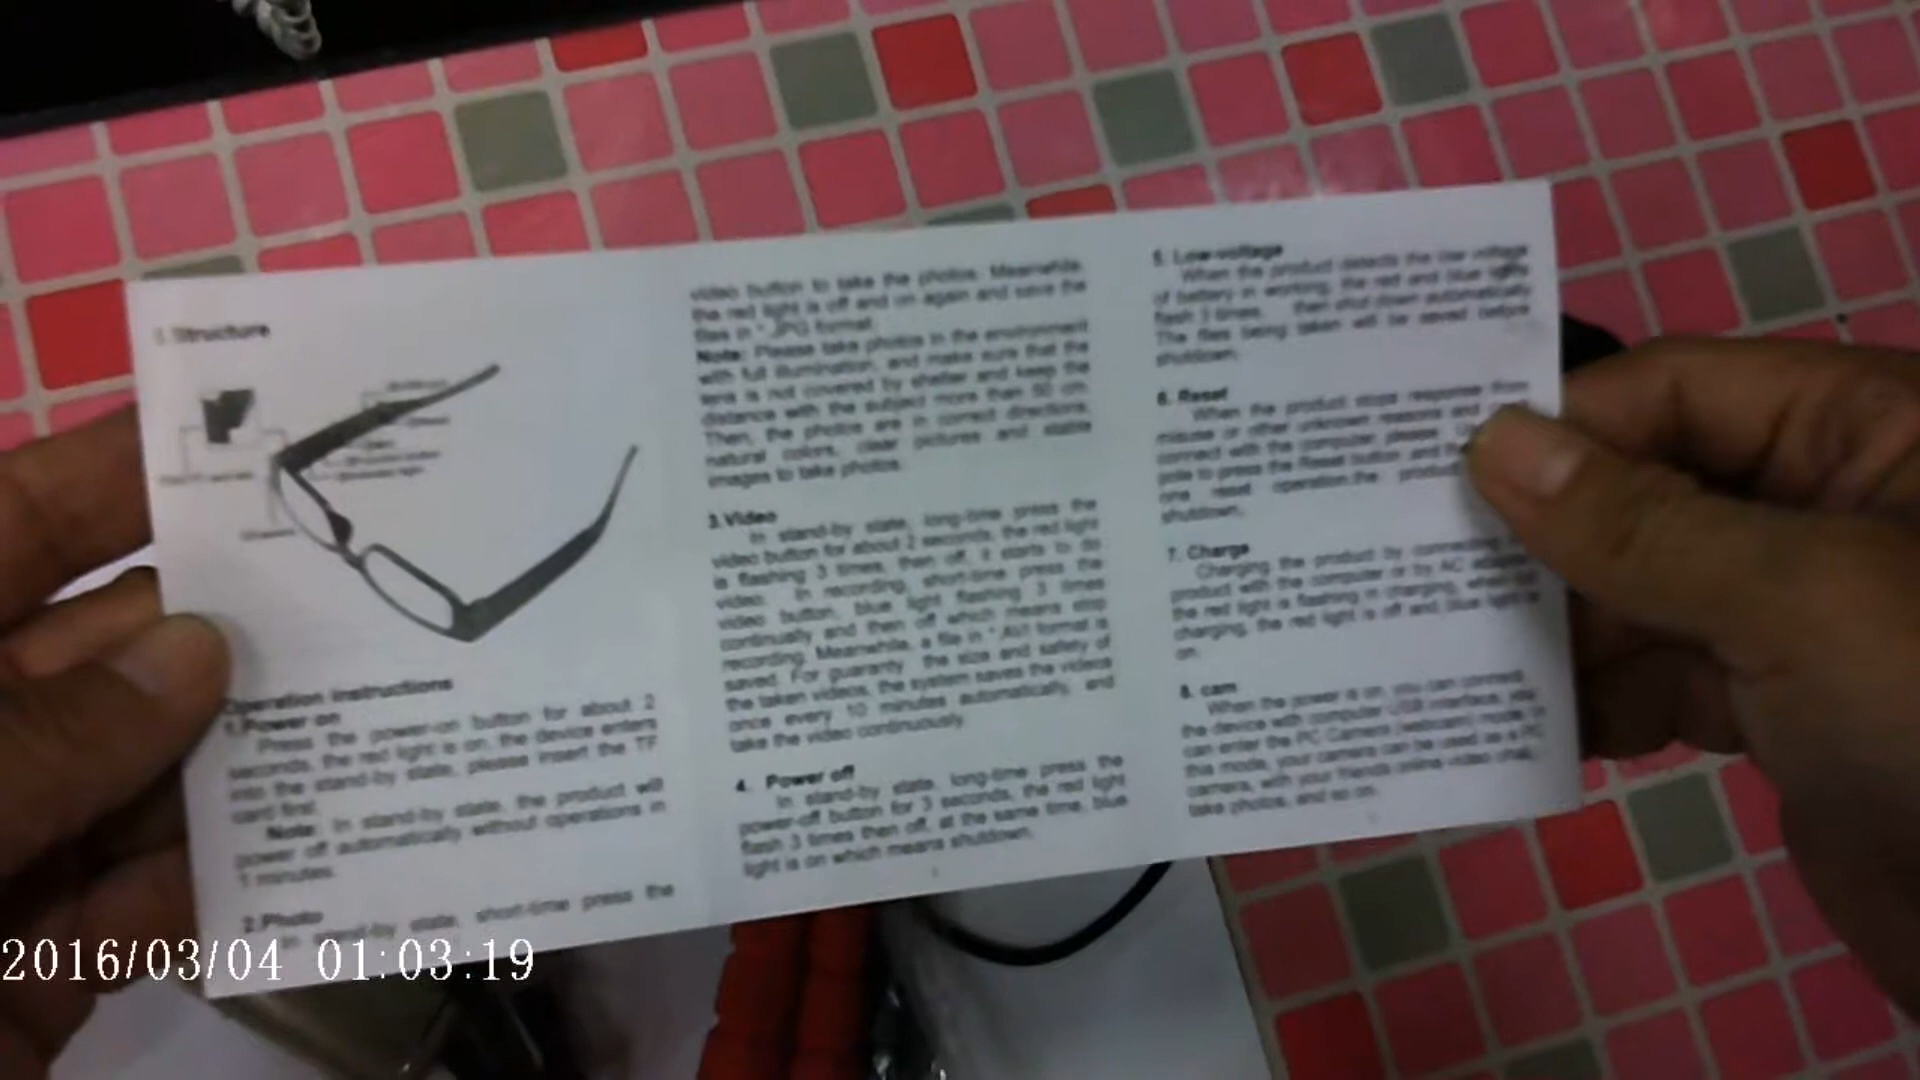 1.Structure
Operation Instructions
1.Power on
Press the power-on button for about 2
seconds, the red light is on, the device enters
into the stand-by state, please insert the TF
card first.
Note: In stand-by state, the product will
power off automatically without operations in
1 minutes.
2.Photo
In stand-by state, short-time press the
video button to take the photos. Meanwhile,
the red light is off and on again and save the
files in *.JPG format.
Note: Please take photos in the environment
with full illumination, and make sure that the
lens is not covered by shelter and keep the
distance with the subject more than 50 cm.
Then, the photos are in correct directions,
natural colors, clear pictures and stable
images to take photos.
3.Video
In stand-by state, long-time press the
video button for about 2 seconds, the red light
is flashing 3 times, then off, it starts to do
video. In recording, short-time press the
video button, blue light flashing 3 times
continually and then off which means stop
recording. Meanwhile, a file in *.AVI format is
saved. For guaranty the size and safety of
the taken videos, the system saves the videos
once every 10 minutes automatically, and
take the video continuously.
4. Power off
In stand-by state, long-time press the
power-off button for 3 seconds, the red light
flash 3 times then off, at the same time, blue
light is on which means shutdown.
5. Low-voltage
When the product detects the low voltage
of battery in working, the red and blue lights
flash 3 times, then shut down automatically.
The files being taken will be saved before
shutdown.
6. Reset
When the product stops response from
misuse or other unknown reasons and
connect with the computer, please
pole to press the Reset button and
one reset operation,the
shutdown.
7. Charge
Charging the product by connecting
product with the computer or by AC
the red light is flashing in charging, when
charging, the red light is off and blue light is
on.
8. cam
When the power is on, you can connect
the device with computer USB interface, you
can enter the PC Camera (webcam) mode. In
this mode, your camera can be used as a PC
camera, with your friends online video chat,
take photos, and so on.
2016/03/04 01:03:19